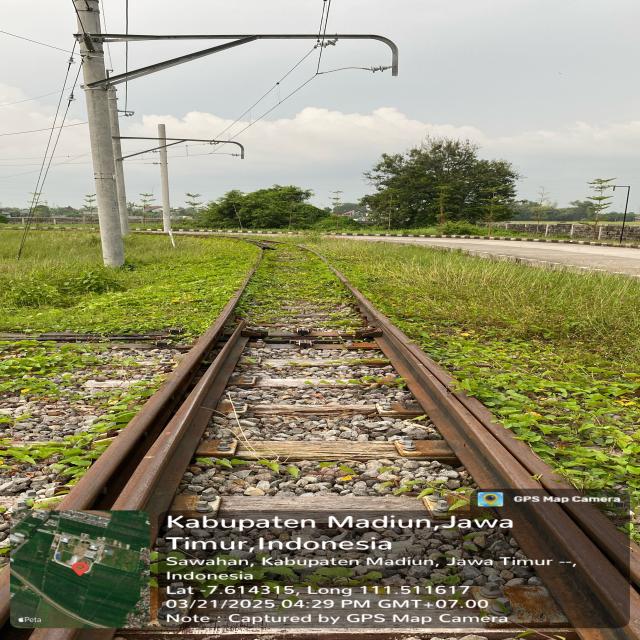 GPS Map Camera
Kabupaten Madiun,Jawa
Timur,Indonesia
Sawahan, Kabupaten Madiun, Jawa Timur --,
Indonesia
Lat -7.614315, Long 111.511617
03/21/2025 04:29 PM GMT+07.00
Note : Captured by GPS Map Camera
Peta